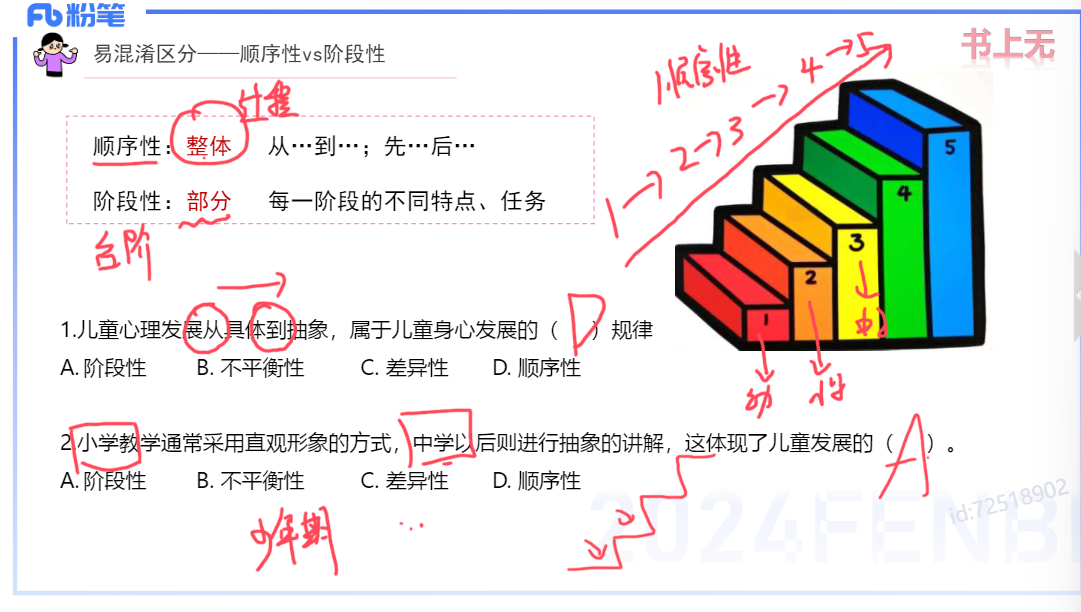 粉笔
易混淆区分——顺序性vs阶段性
书上无
顺序性
1→2→3→4→5
过程
顺序性：整体 从…到…；先…后…
阶段性：部分 每一阶段的不同特点、任务
台阶
5
4
3
2
1
幼
小
中
1.儿童心理发展从具体到抽象，属于儿童身心发展的（D）规律
A. 阶段性 B. 不平衡性 C. 差异性 D. 顺序性
2.小学教学通常采用直观形象的方式，中学以后则进行抽象的讲解，这体现了儿童发展的（A）。
A. 阶段性 B. 不平衡性 C. 差异性 D. 顺序性
少年期 …
2024FENBI
id:72518902